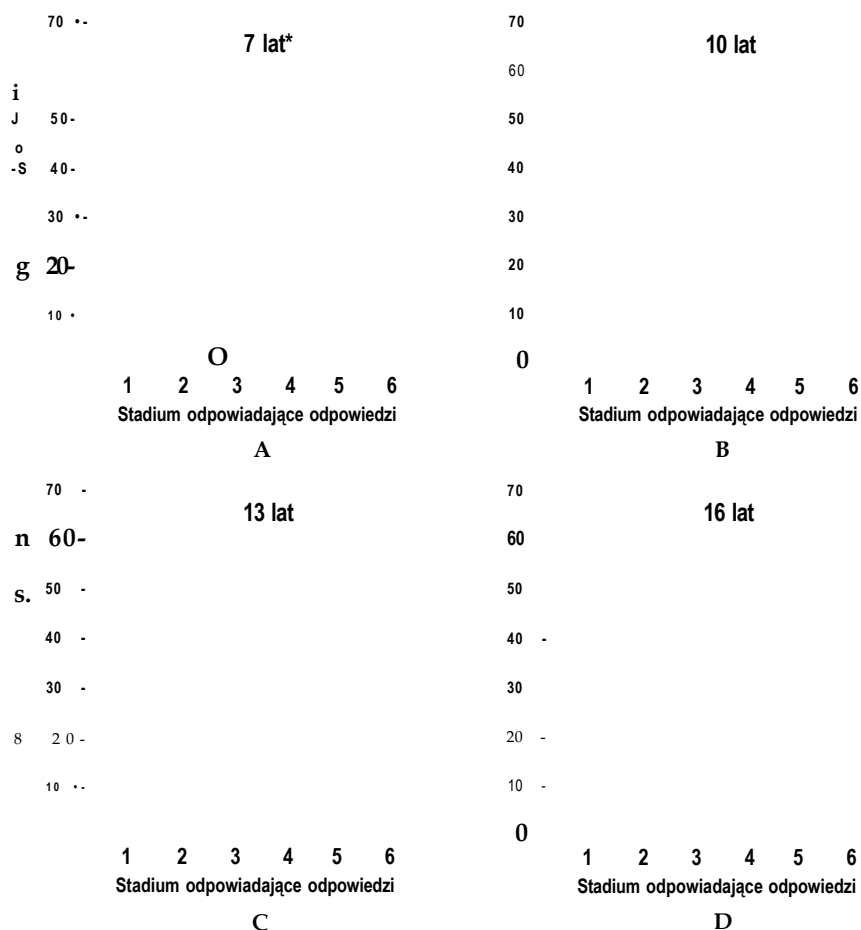 70 •-
7 lat*
i
J 50-
o
-S 40-
30 •-
g 20-
10 •
O
1 2 3 4 5 6
Stadium odpowiadające odpowiedzi
A
70
10 lat
60
50
40
30
20
10
0
1 2 3 4 5 6
Stadium odpowiadające odpowiedzi
B
70 -
13 lat
n 60-
s. 50 -
40 -
30 -
8 20-
10 •-
1 2 3 4 5 6
Stadium odpowiadające odpowiedzi
C
70
16 lat
60
50
40 -
30
20 -
10 -
0
1 2 3 4 5 6
Stadium odpowiadające odpowiedzi
D